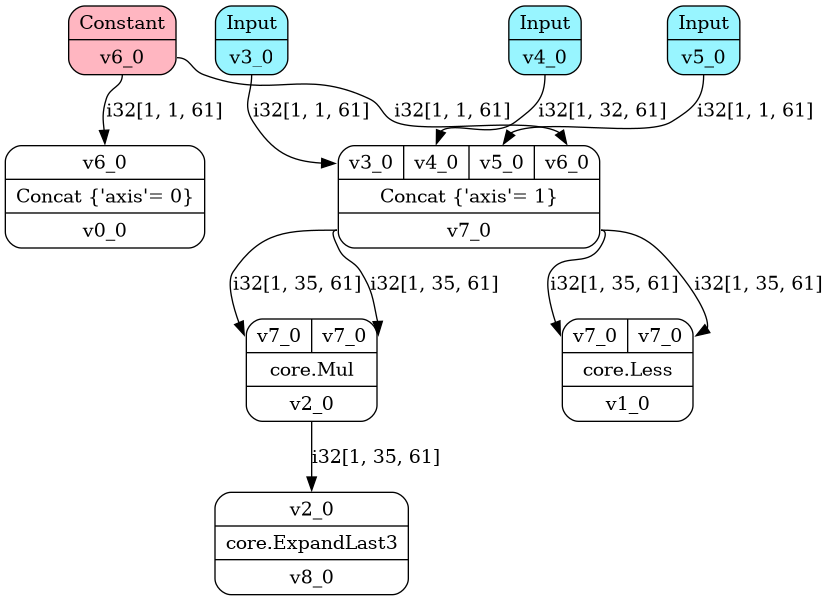 Constant
v6_0
Input
v3_0
Input
v4_0
Input
v5_0
i32[1, 1, 61]
i32[1, 1, 61]
i32[1, 1, 61]
i32[1, 32, 61]
i32[1, 1, 61]
v6_0
Concat {'axis'= 0}
v0_0
v3_0 v4_0 v5_0 v6_0
Concat {'axis'= 1}
v7_0
i32[1, 35, 61]
i32[1, 35, 61]
i32[1, 35, 61]
i32[1, 35, 61]
v7_0 v7_0
core.Mul
v2_0
v7_0 v7_0
core.Less
v1_0
i32[1, 35, 61]
v2_0
core.ExpandLast3
v8_0